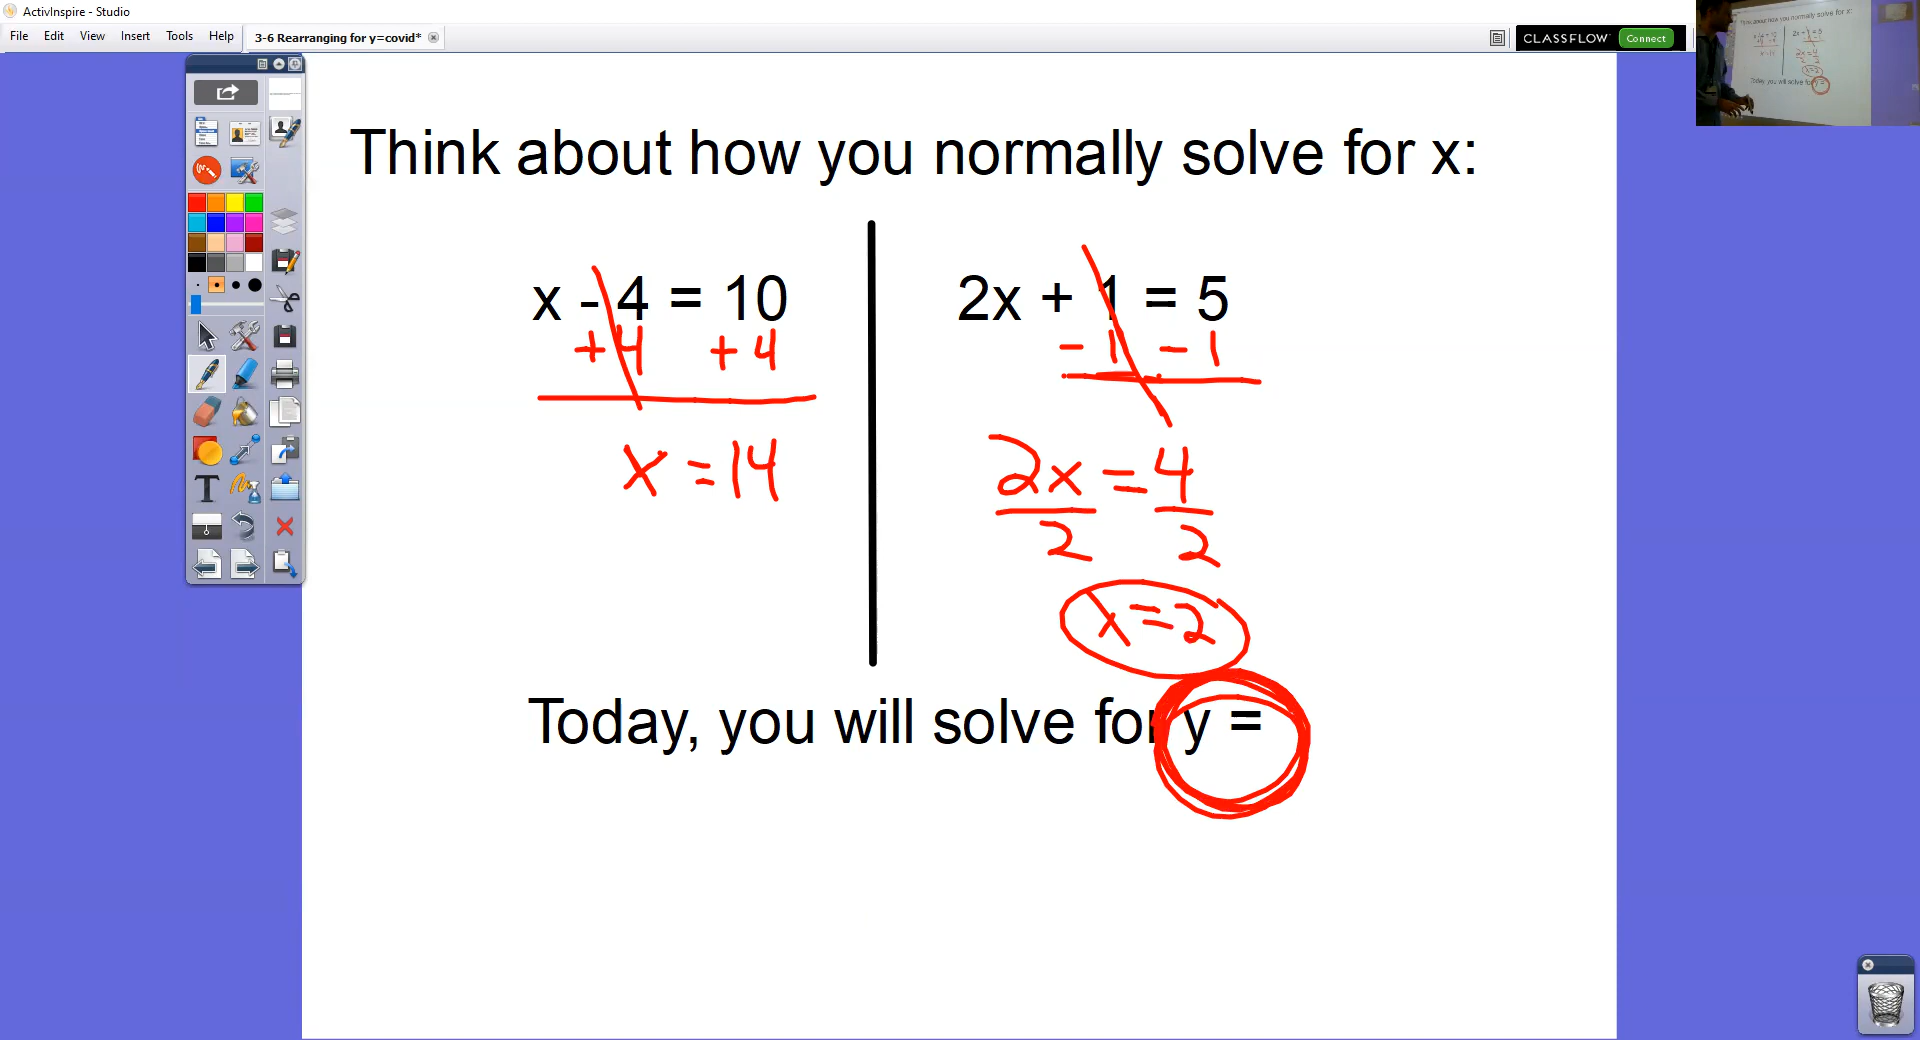 ActivInspire - Studio
File Edit View Insert Tools Help
3-6 Rearranging for y=covid*
CLASSFLOW Connect
Think about how you normally solve for x:
x - 4 = 10
+4 +4
x = 14
2x + 1 = 5
- 1 - 1
2x = 4
2 2
x = 2
Today, you will solve for y =